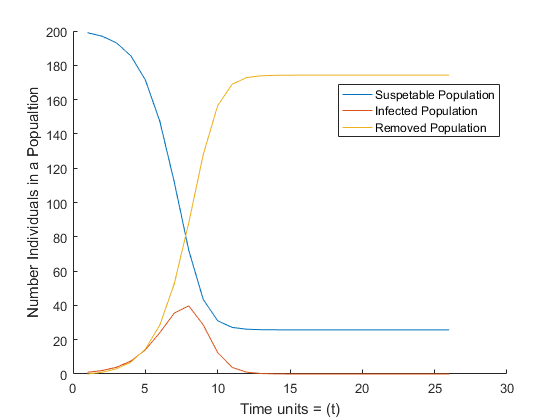 200
180
160
140
120
100
80
60
40
20
0
Number Individuals in a Popualtion
Suspetable Population
Infected Population
Removed Population
0 5 10 15 20 25 30
Time units = (t)